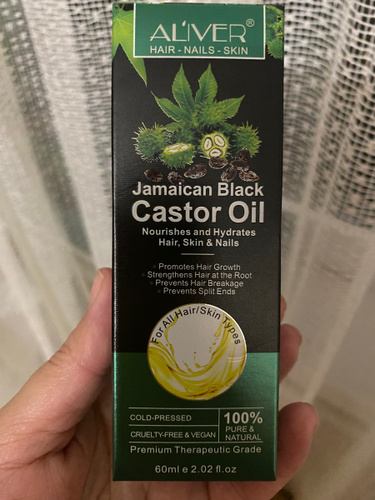 ALIVER®
HAIR - NAILS - SKIN
Jamaican Black
Castor Oil
Nourishes and Hydrates
Hair, Skin & Nails
· Promotes Hair Growth
· Strengthens Hair at the Root
· Prevents Hair Breakage
· Prevents Split Ends
For All Hair/Skin Types
COLD-PRESSED
CRUELTY-FREE & VEGAN
100%
PURE &
NATURAL
Premium Therapeutic Grade
60ml e 2.02 fl.oz